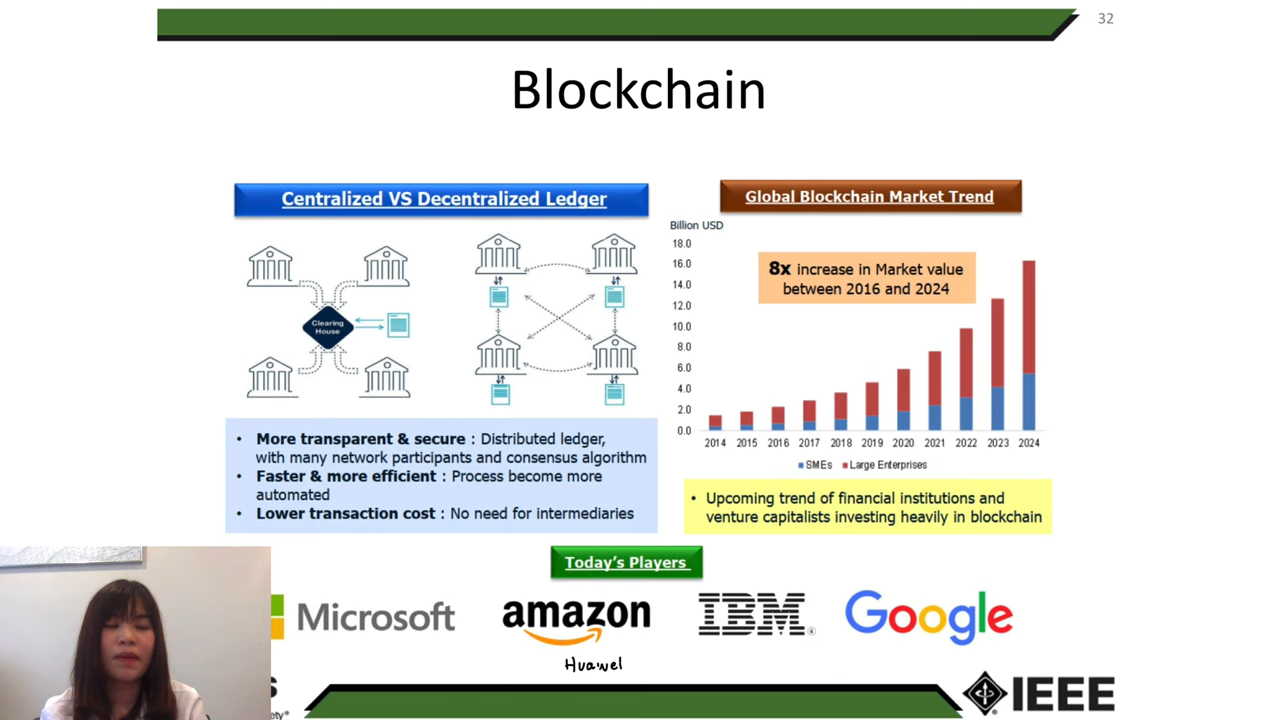 32
Blockchain
Centralized VS Decentralized Ledger
Clearing
House
• More transparent & secure : Distributed ledger,
with many network participants and consensus algorithm
• Faster & more efficient : Process become more
automated
• Lower transaction cost : No need for intermediaries
Global Blockchain Market Trend
Billion USD
18.0
16.0
14.0
12.0
10.0
8.0
6.0
4.0
2.0
0.0
8x increase in Market value
between 2016 and 2024
2014 2015 2016 2017 2018 2019 2020 2021 2022 2023 2024
SMEs Large Enterprises
• Upcoming trend of financial institutions and
venture capitalists investing heavily in blockchain
Today's Players
Microsoft amazon IBM® Google
Huawel
S
ety®
IEEE